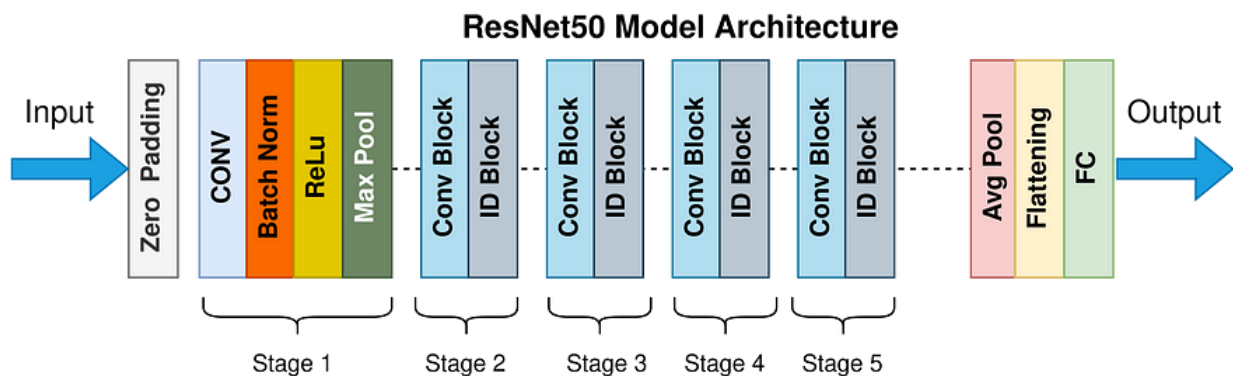 ResNet50 Model Architecture
Input
Zero Padding
CONV
Batch Norm
ReLu
Max Pool
Conv Block
ID Block
Conv Block
ID Block
Conv Block
ID Block
Conv Block
ID Block
Avg Pool
Flattening
FC
Output
Stage 1
Stage 2
Stage 3
Stage 4
Stage 5